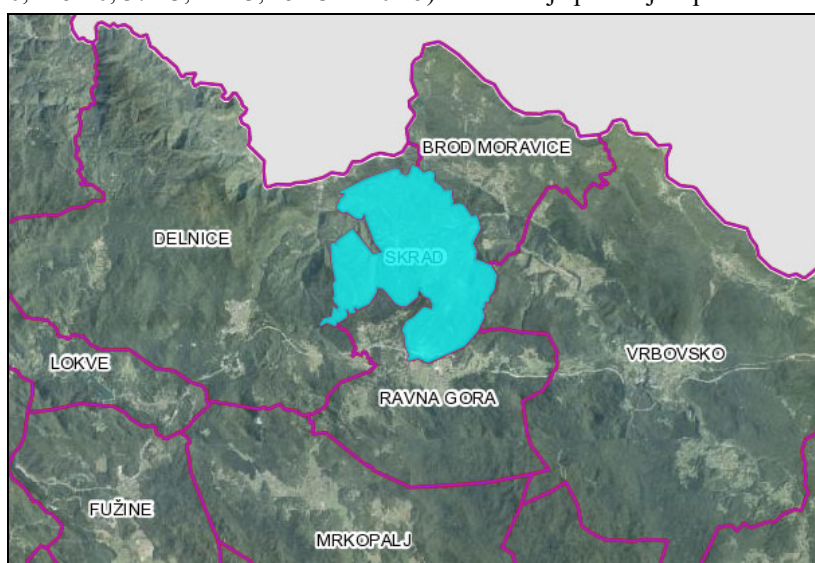 BROD MORAVICE
DELNICE
SKRAD
VRBOVSKO
LOKVE
RAVNA GORA
FUŽINE
MRKOPALJ